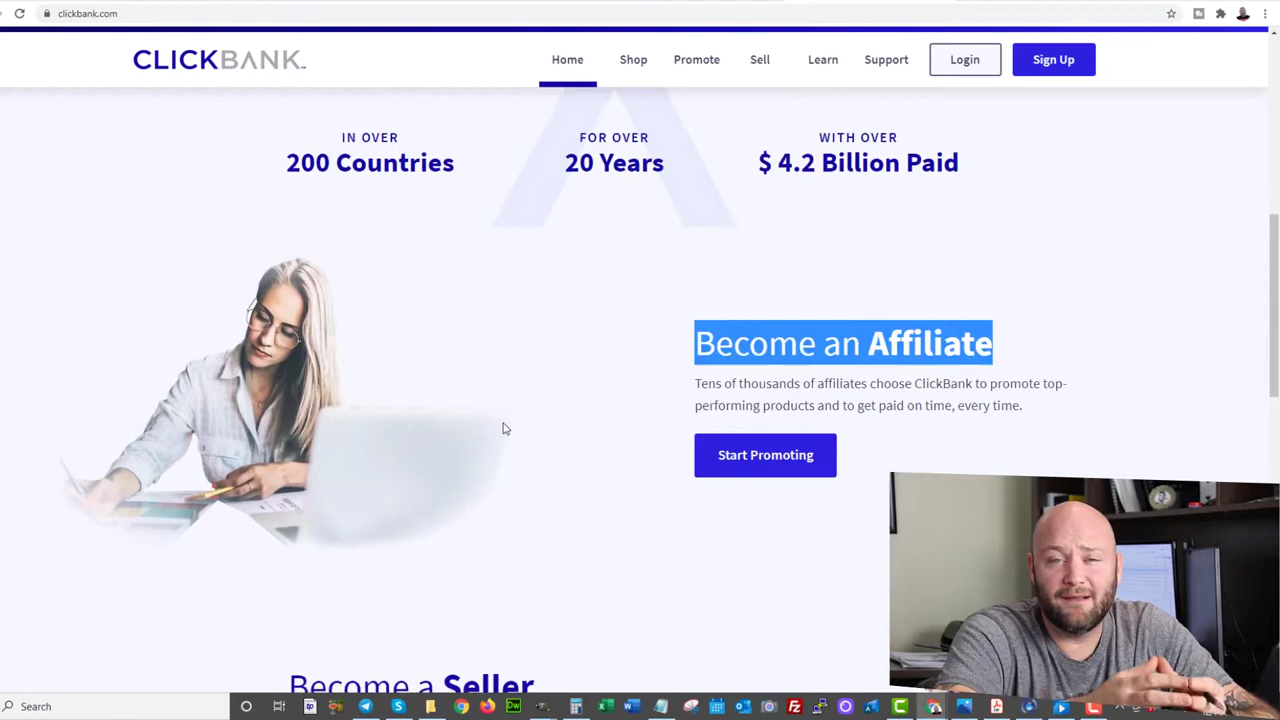 clickbank.com
CLICKBANK
Home Shop Promote Sell Learn Support Login Sign Up
IN OVER FOR OVER WITH OVER
200 Countries 20 Years $ 4.2 Billion Paid
Become an Affiliate
Tens of thousands of affiliates choose ClickBank to promote top-
performing products and to get paid on time, every time.
Start Promoting
Become a Seller
Search